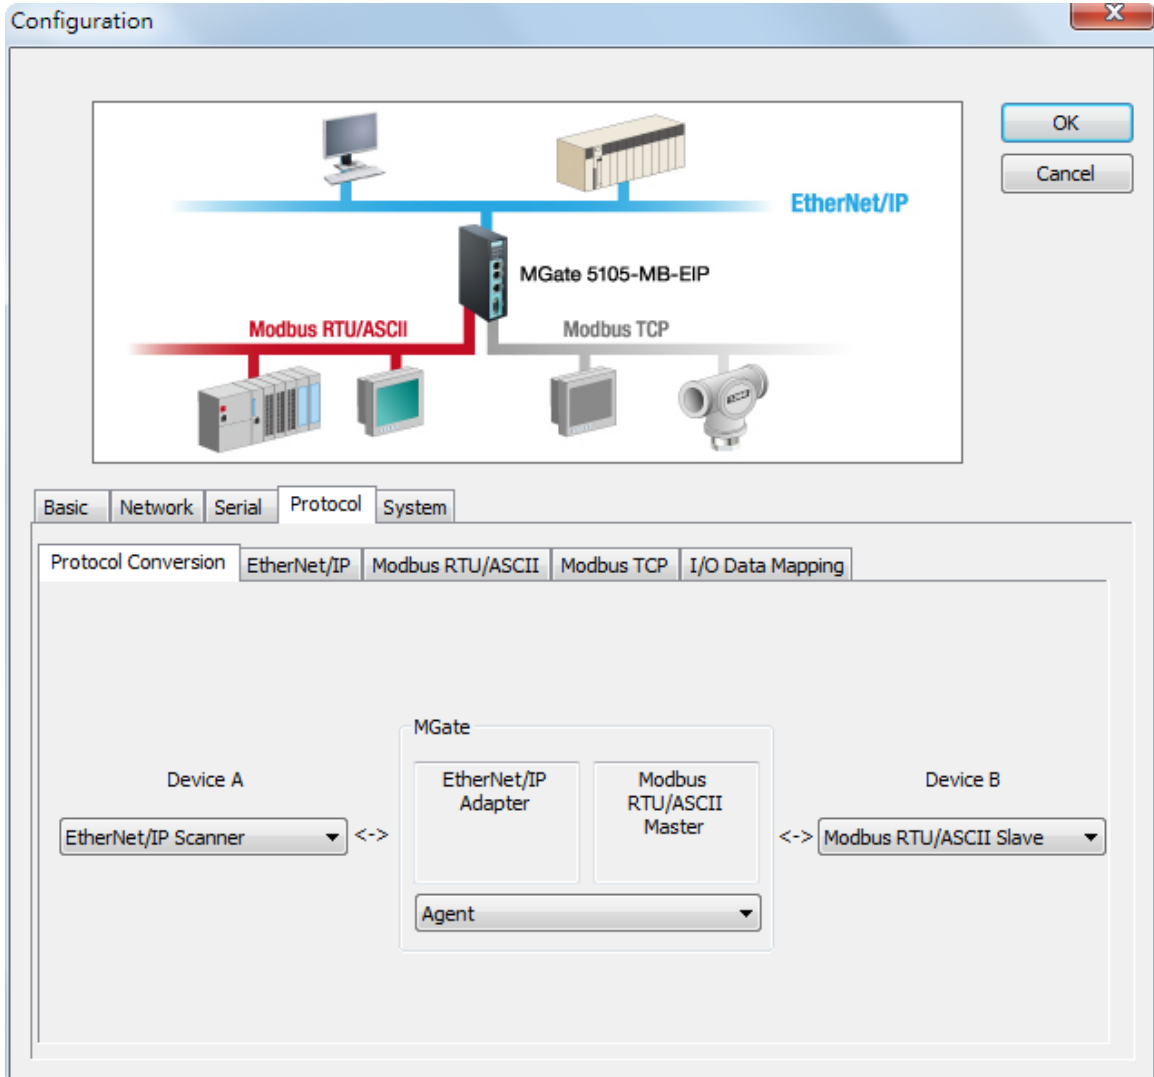 Configuration
X
OK
Cancel
EtherNet/IP
MGate 5105-MB-EIP
Modbus RTU/ASCII
Modbus TCP
Basic
Network
Serial
Protocol
System
Protocol Conversion
EtherNet/IP
Modbus RTU/ASCII
Modbus TCP
I/O Data Mapping
MGate
Device A
EtherNet/IP Scanner
<->
EtherNet/IP
Adapter
Modbus
RTU/ASCII
Master
Agent
Device B
<->
Modbus RTU/ASCII Slave